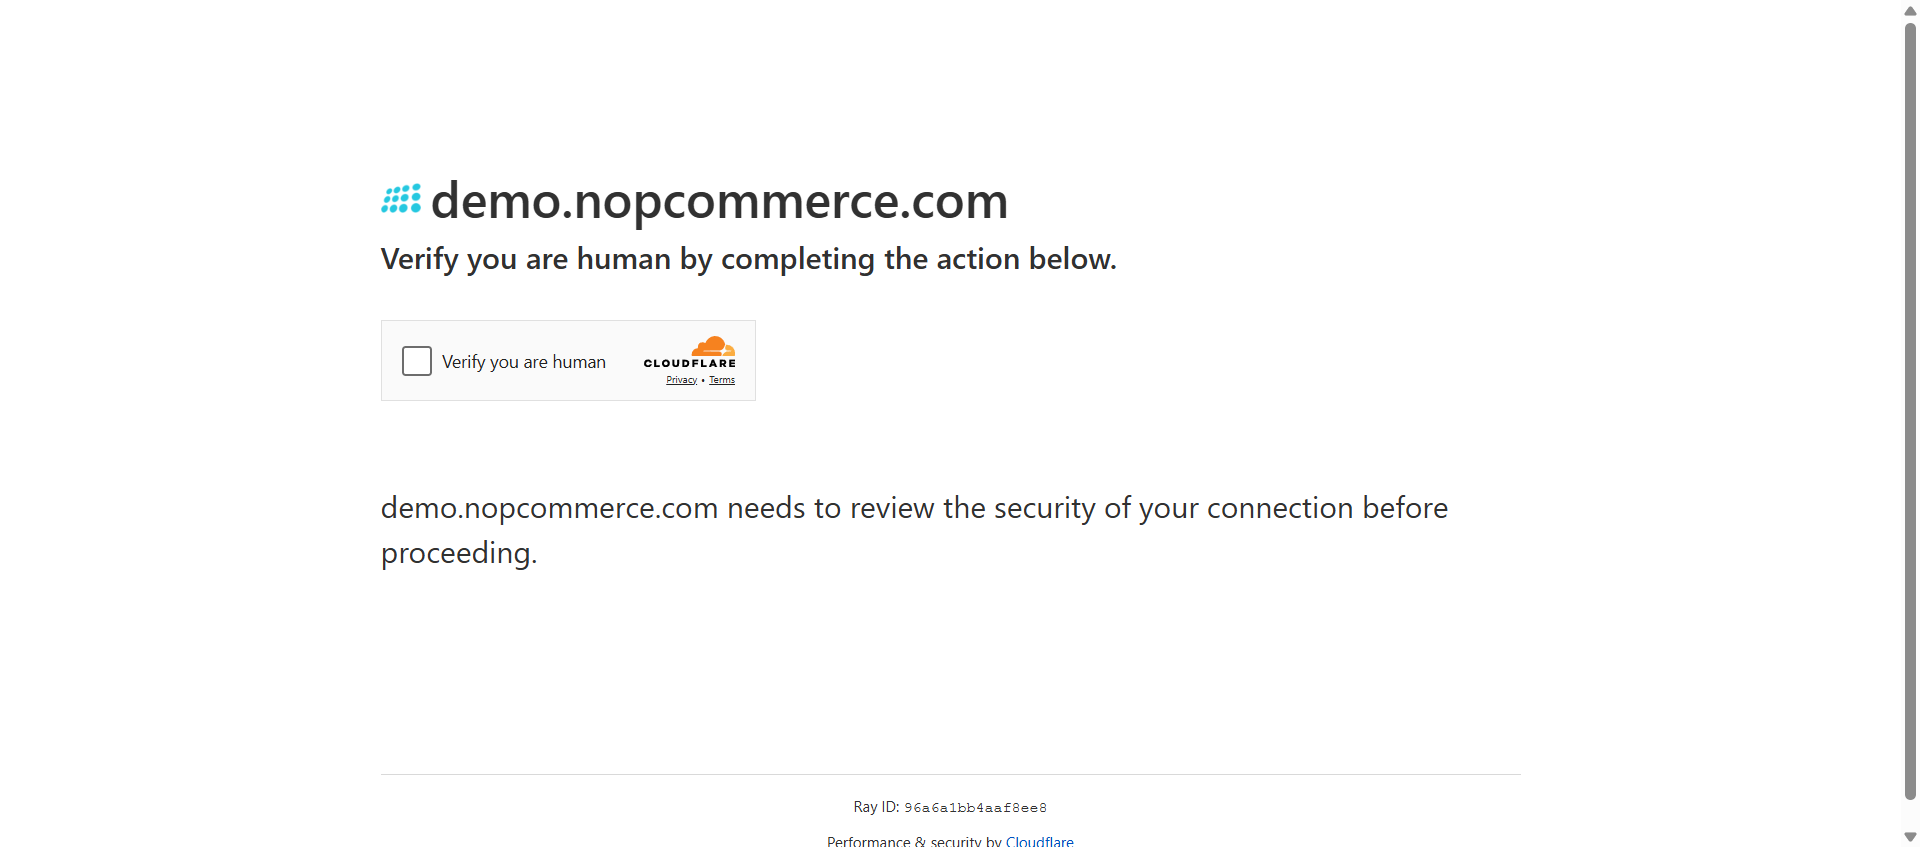 demo.nopcommerce.com
Verify you are human by completing the action below.
Verify you are human
CLOUDFLARE
Privacy • Terms
demo.nopcommerce.com needs to review the security of your connection before
proceeding.
Ray ID: 96a6a1bb4aaf8ee8
Performance & security by Cloudflare